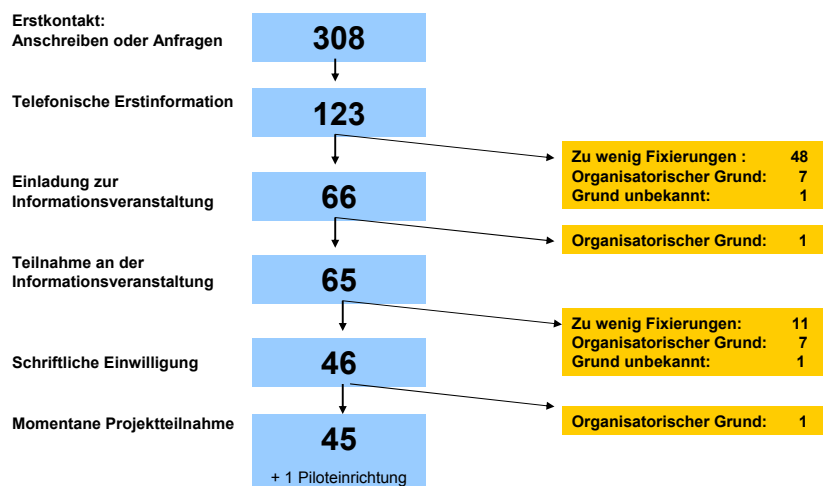 Erstkontakt:
Anschreiben oder Anfragen
308
Telefonische Erstinformation
123
Zu wenig Fixierungen : 48
Organisatorischer Grund: 7
Grund unbekannt: 1
Einladung zur
Informationsveranstaltung
66
Organisatorischer Grund: 1
Teilnahme an der
Informationsveranstaltung
65
Zu wenig Fixierungen: 11
Organisatorischer Grund: 7
Grund unbekannt: 1
Schriftliche Einwilligung
46
Momentane Projektteilnahme
45
+ 1 Piloteinrichtung
Organisatorischer Grund: 1